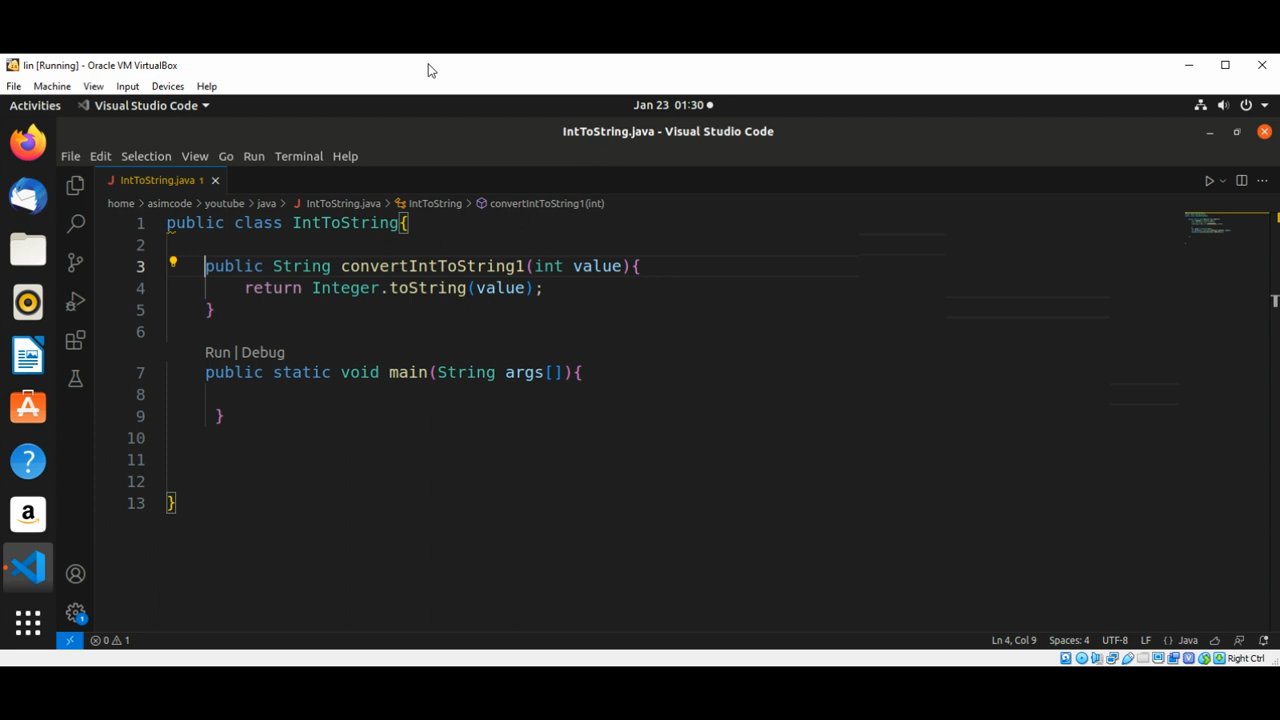 lin [Running] - Oracle VM VirtualBox
File Machine View Input Devices Help
Activities Visual Studio Code Jan 23 01:30
IntToString.java - Visual Studio Code
File Edit Selection View Go Run Terminal Help
J IntToString.java 1
home > asimcode > youtube > java > J IntToString.java > IntToString > convertIntToString1(int)
1 public class IntToString{
2
3 public String convertIntToString1(int value){
4 return Integer.toString(value);
5 }
6
Run | Debug
7 public static void main(String args[]){
8
9 }
10
11
12
13 }
a
1
0 1 Ln 4, Col 9 Spaces: 4 UTF-8 LF {} Java
Right Ctrl